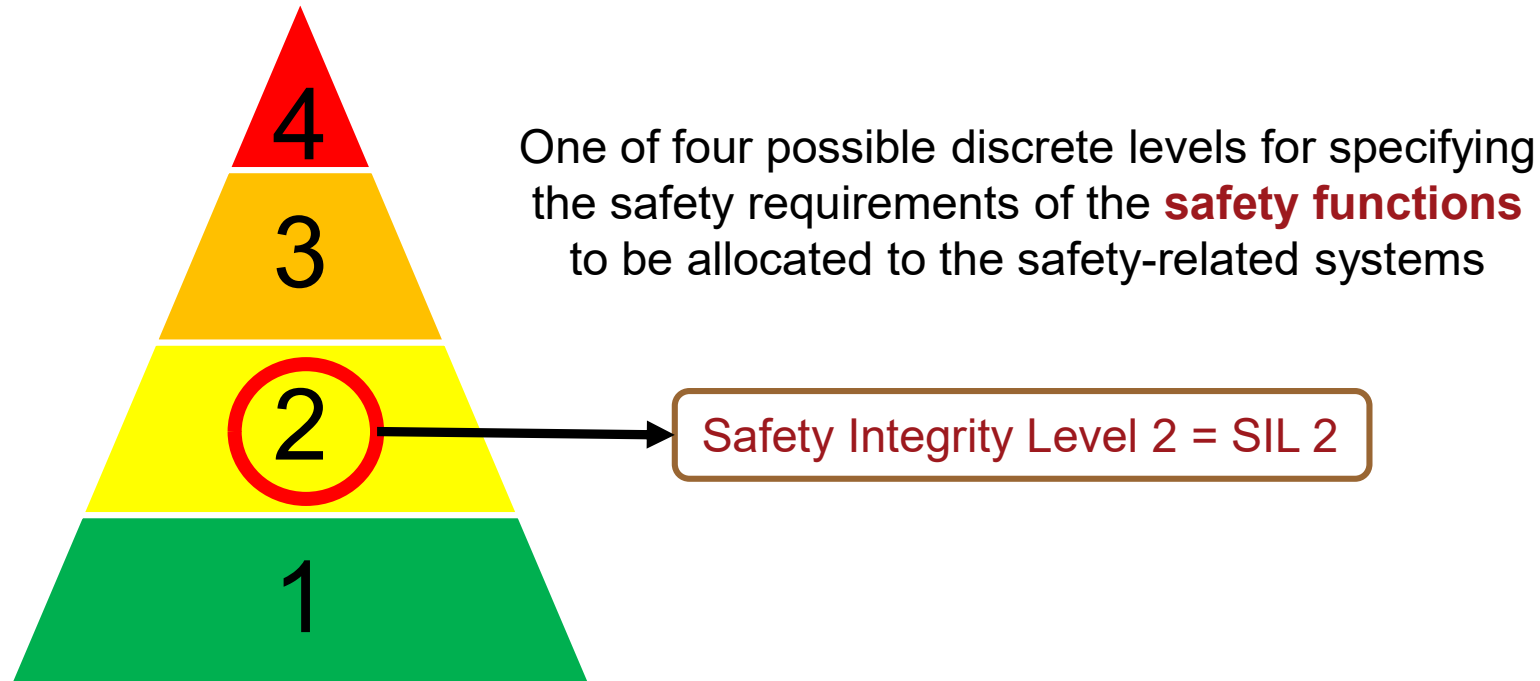 4
One of four possible discrete levels for specifying
the safety requirements of the safety functions
to be allocated to the safety-related systems
3
2
Safety Integrity Level 2 = SIL 2
1